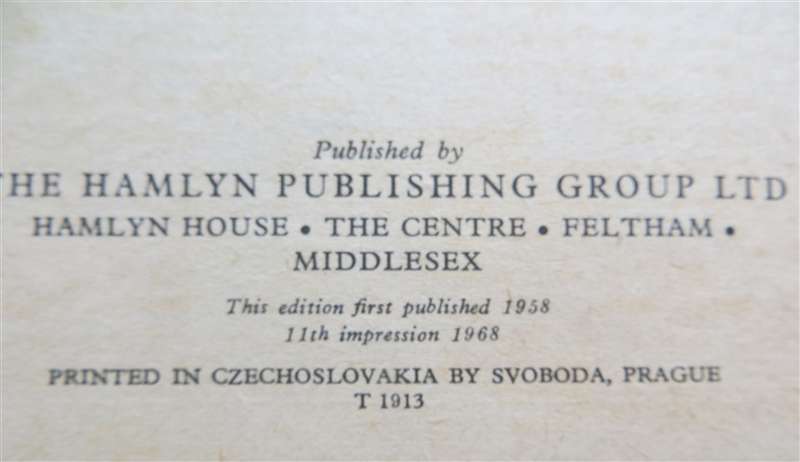 Published by
THE HAMLYN PUBLISHING GROUP LTD
HAMLYN HOUSE • THE CENTRE • FELTHAM •
MIDDLESEX
This edition first published 1958
11th impression 1968
PRINTED IN CZECHOSLOVAKIA BY SVOBODA, PRAGUE
T 1913